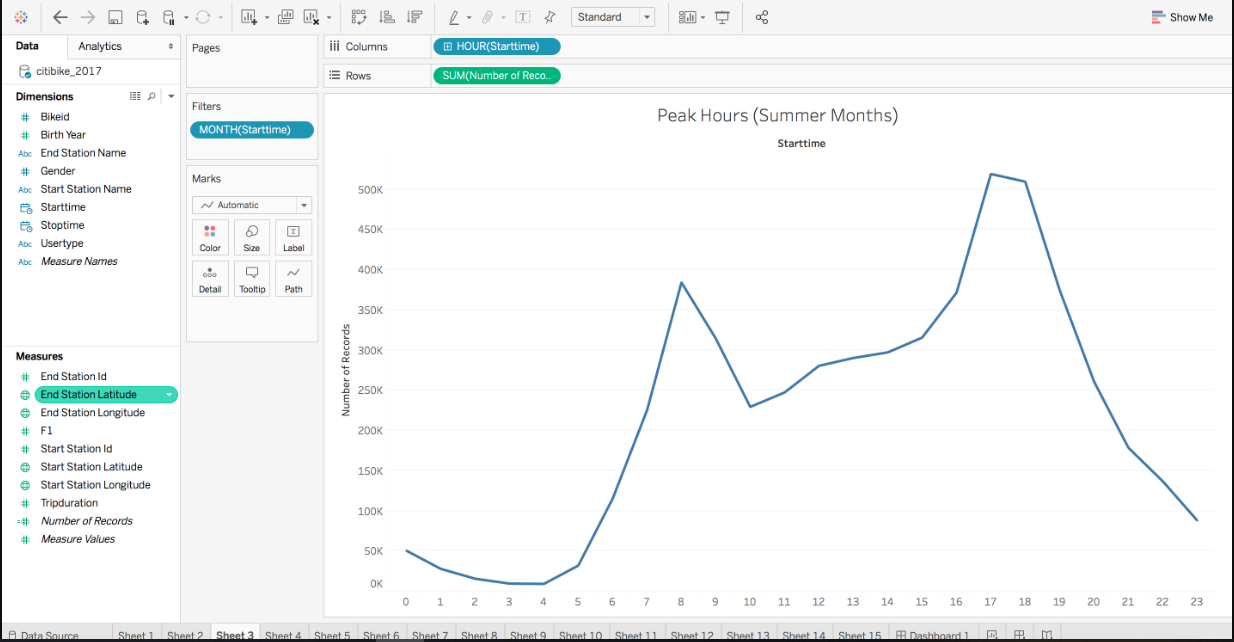 Standard
Show Me
Data
Analytics
citibike_2017
Dimensions
Bikeid
Birth Year
Abc End Station Name
Gender
Abc Start Station Name
Starttime
Stoptime
Abc Usertype
Abc Measure Names
Measures
End Station Id
End Station Latitude
End Station Longitude
F1
Start Station Id
Start Station Latitude
Start Station Longitude
Tripduration
Number of Records
Measure Values
Pages
Filters
MONTH(Starttime)
Marks
Automatic
Color Size Label
Detail Tooltip Path
Columns HOUR(Starttime)
Rows SUM(Number of Reco..
Peak Hours (Summer Months)
Starttime
Number of Records
500K
450K
400K
350K
300K
250K
200K
150K
100K
50K
0K
0 1 2 3 4 5 6 7 8 9 10 11 12 13 14 15 16 17 18 19 20 21 22 23
Data Source Sheet 1 Sheet 2 Sheet 3 Sheet 4 Sheet 5 Sheet 6 Sheet 7 Sheet 8 Sheet 9 Sheet 10 Sheet 11 Sheet 12 Sheet 13 Sheet 14 Sheet 15 Dashboard 1